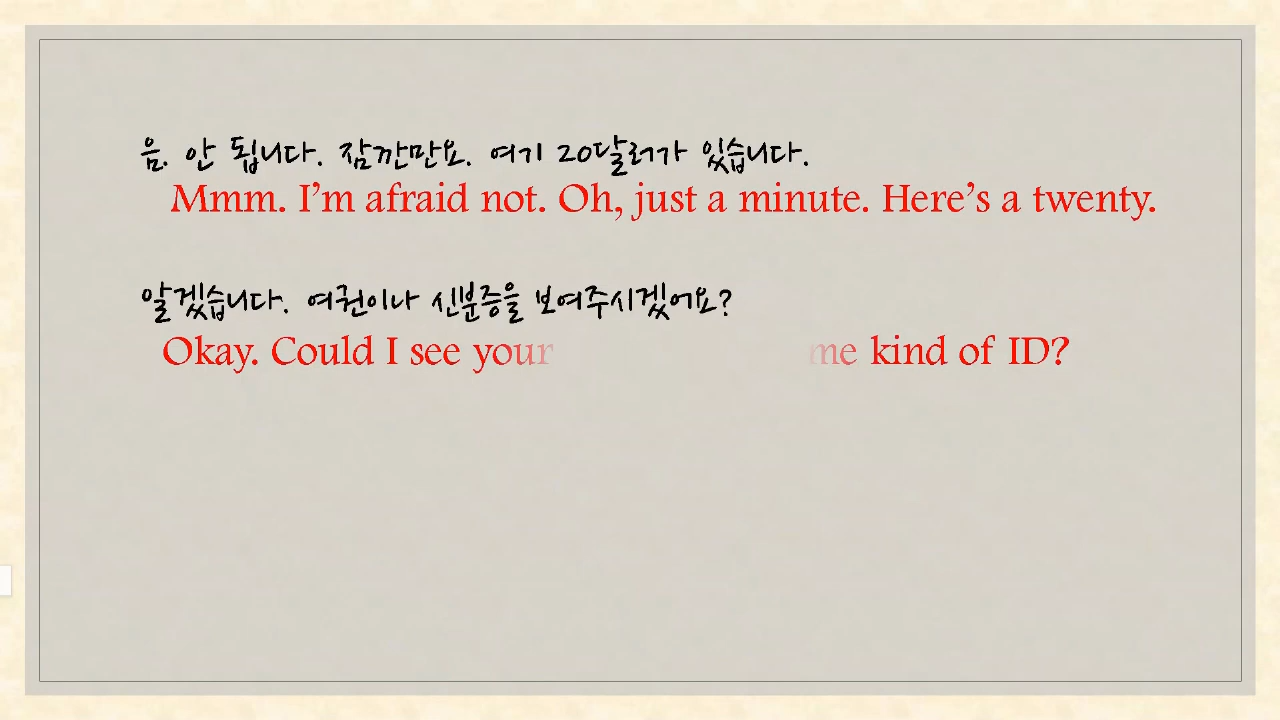 음. 안 됩니다. 잠깐만요. 여기 20달러가 있습니다.
Mmm. I'm afraid not. Oh, just a minute. Here's a twenty.
알겠습니다. 여권이나 신분증을 보여주시겠어요?
Okay. Could I see your me kind of ID?